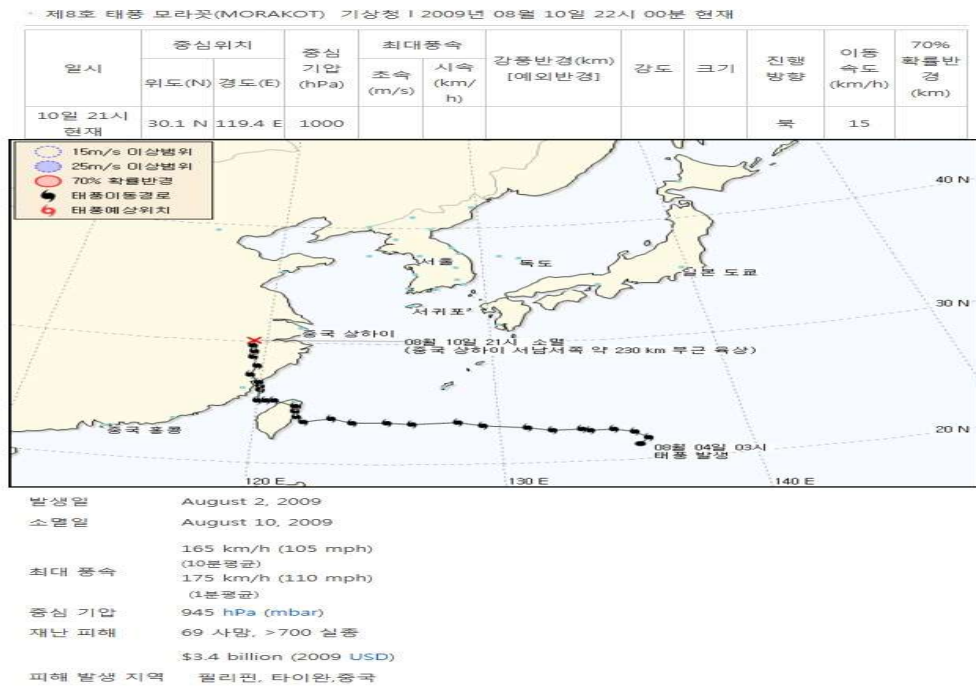 제8호 태풍 모라꼿(MORAKOT) 기상청 I 2009년 08월 10일 22시 00분 현재
일시 중심위치 중심기압(hPa) 최대풍속 강풍반경(km)[예외반경] 강도 크기 진행방향 이동속도(km/h) 70%확률반경(km)
위도(N) 경도(E) 초속(m/s) 시속(km/h)
10일 21시 현재 30.1 N 119.4 E 1000 북 15
15m/s 이상범위
25m/s 이상범위
70% 확률반경
태풍이동경로
태풍예상위치
40 N
서울
독도
일본 도쿄
서귀포
30 N
중국 상하이
08월 10일 21시 소멸
(중국 상하이 서남서쪽 약 230 km 부근 육상)
중국 홍콩
20 N
08월 04일 03시
태풍 발생
120 E
130 E
140 E
발생일 August 2, 2009
소멸일 August 10, 2009
최대 풍속 165 km/h (105 mph)
(10분평균)
175 km/h (110 mph)
(1분평균)
중심 기압 945 hPa (mbar)
재난 피해 69 사망, >700 실종
$3.4 billion (2009 USD)
피해 발생 지역 필리핀, 타이완,중국